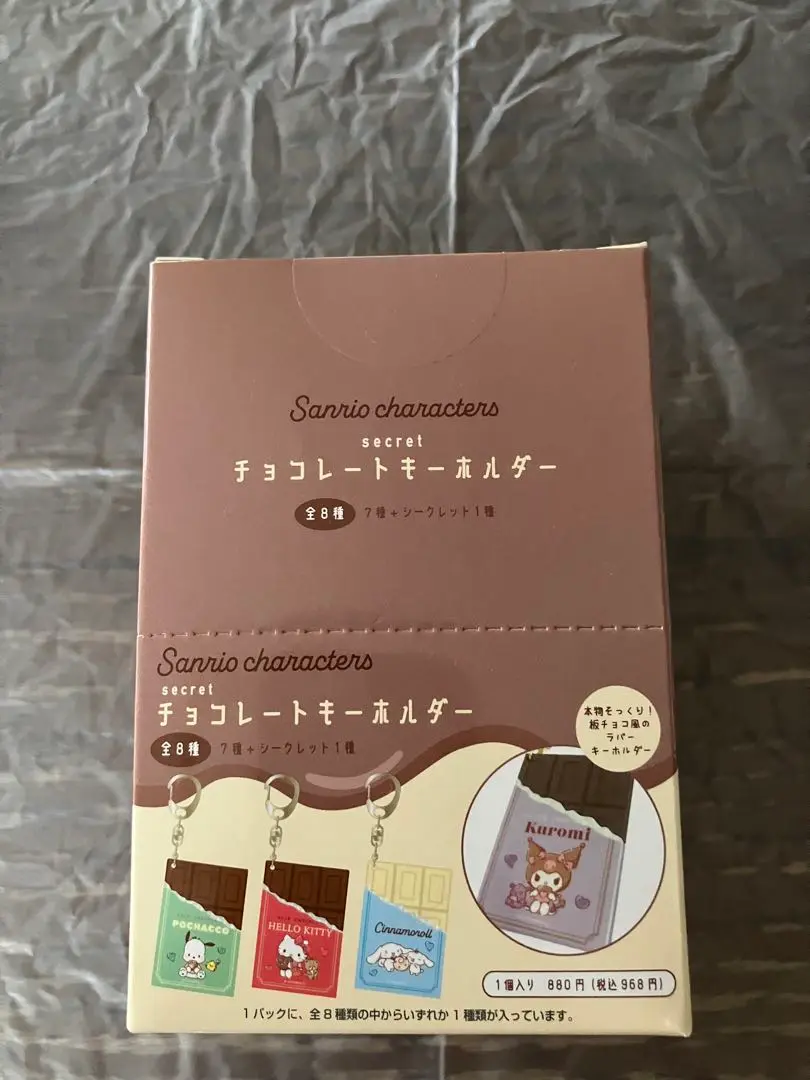 Sanrio characters
secret
チョコレートキーホルダー
全8種 7種+シークレット1種
Sanrio characters
secret
チョコレートキーホルダー
全8種 7種+シークレット1種
本物そっくり!
板チョコ風の
ラバー
キーホルダー
Kuromi
POCHACCO
HELLO KITTY
Cinnamoroll
1個入り 880円(税込968円)
1パックに、全8種類の中からいずれか1種類が入っています。